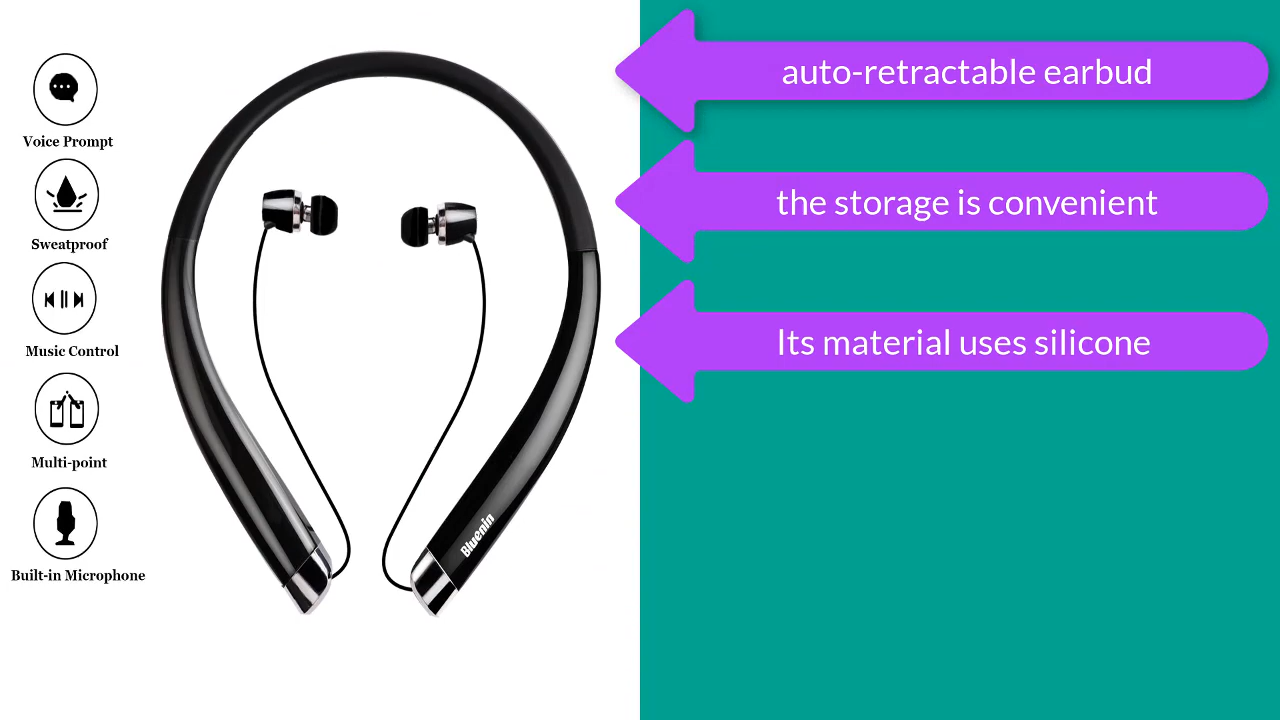 Voice Prompt
Sweatproof
Music Control
Multi-point
Built-in Microphone
Bluenin
auto-retractable earbud
the storage is convenient
Its material uses silicone